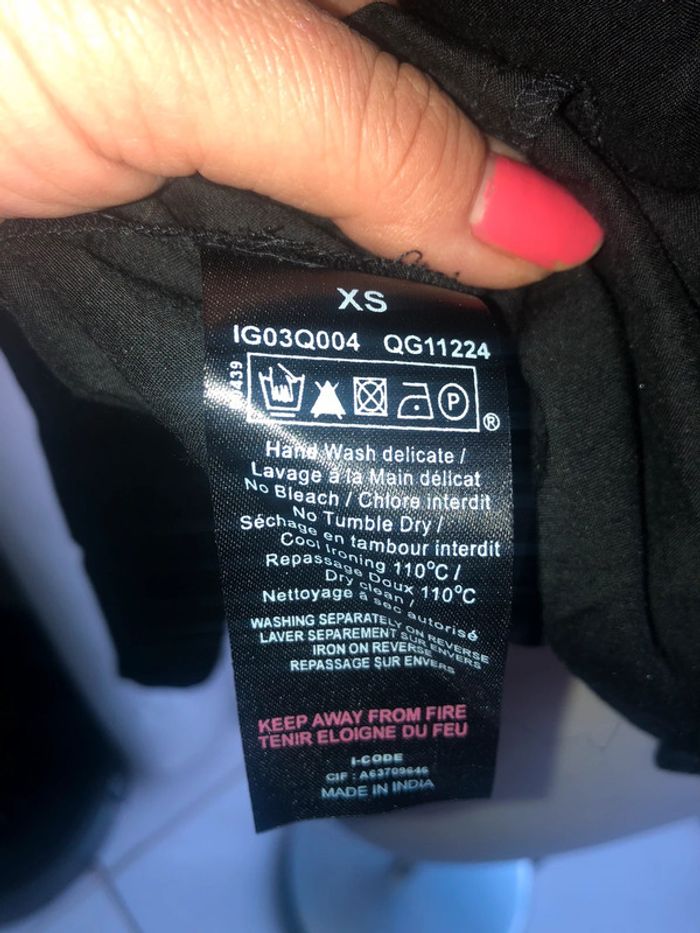 XS
IG03Q004 QG11224
P
®
Hand Wash delicate /
Lavage à la Main délicat
No Bleach / Chlore interdit
No Tumble Dry /
Séchage en tambour interdit
Cool Ironing 110°C /
Repassage Doux 110°C
Dry clean /
Nettoyage à sec autorisé
WASHING SEPARATELY ON REVERSE
LAVER SEPAREMENT SUR ENVERS
IRON ON REVERSE
REPASSAGE SUR ENVERS
KEEP AWAY FROM FIRE
TENIR ELOIGNE DU FEU
I-CODE
CIF : A63709646
MADE IN INDIA